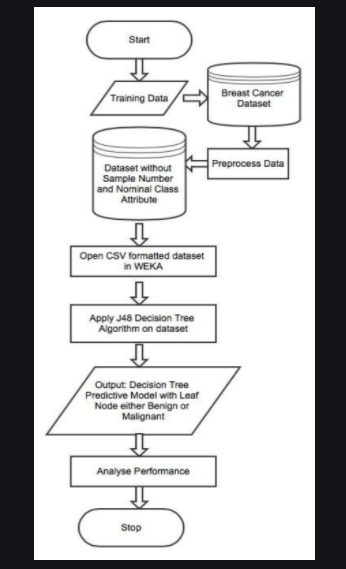 Start
Training Data
Breast Cancer
Dataset
Preprocess Data
Dataset without
Sample Number
and Nominal Class
Attribute
Open CSV formatted dataset
in WEKA
Apply J48 Decision Tree
Algorithm on dataset
Output: Decision Tree
Predictive Model with Leaf
Node either Benign or
Malignant
Analyse Performance
Stop